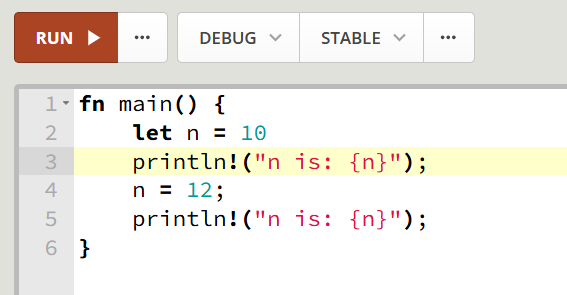 RUN ▶ ··· DEBUG STABLE ···
1 fn main() {
2     let n = 10
3     println!("n is: {n}");
4     n = 12;
5     println!("n is: {n}");
6 }